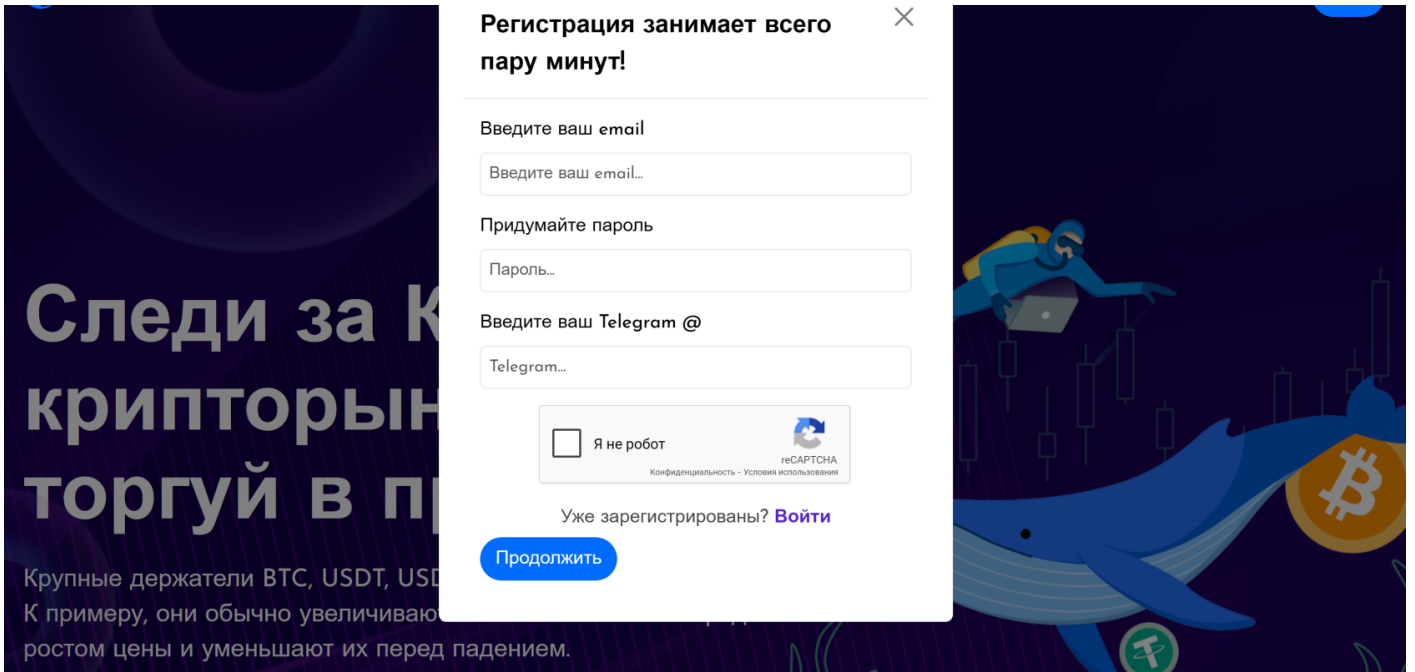 Регистрация занимает всего
пару минут!
Введите ваш email
Введите ваш email...
Придумайте пароль
Пароль...
Введите ваш Telegram @
Telegram...
Я не робот
reCAPTCHA
Конфиденциальность - Условия использования
Уже зарегистрированы? Войти
Продолжить
Следи за К
крипторын
торгуй в п
Крупные держатели BTC, USDT, USD
К примеру, они обычно увеличиваю
ростом цены и уменьшают их перед падением.